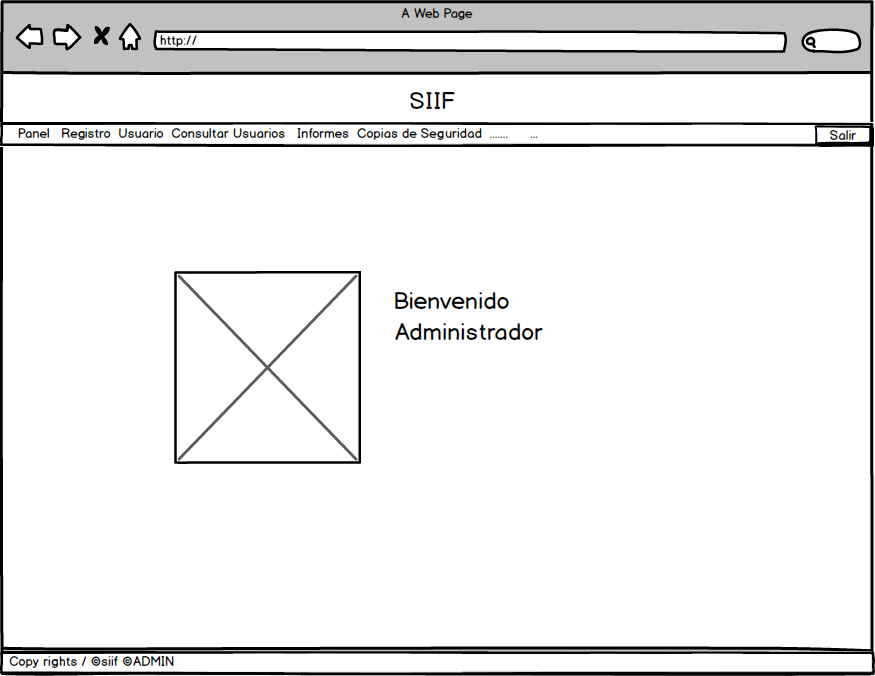 A Web Page
http://
SIIF
Panel Registro Usuario Consultar Usuarios Informes Copias de Seguridad ....... ... Salir
Bienvenido
Administrador
Copy rights / ©siif ©ADMIN